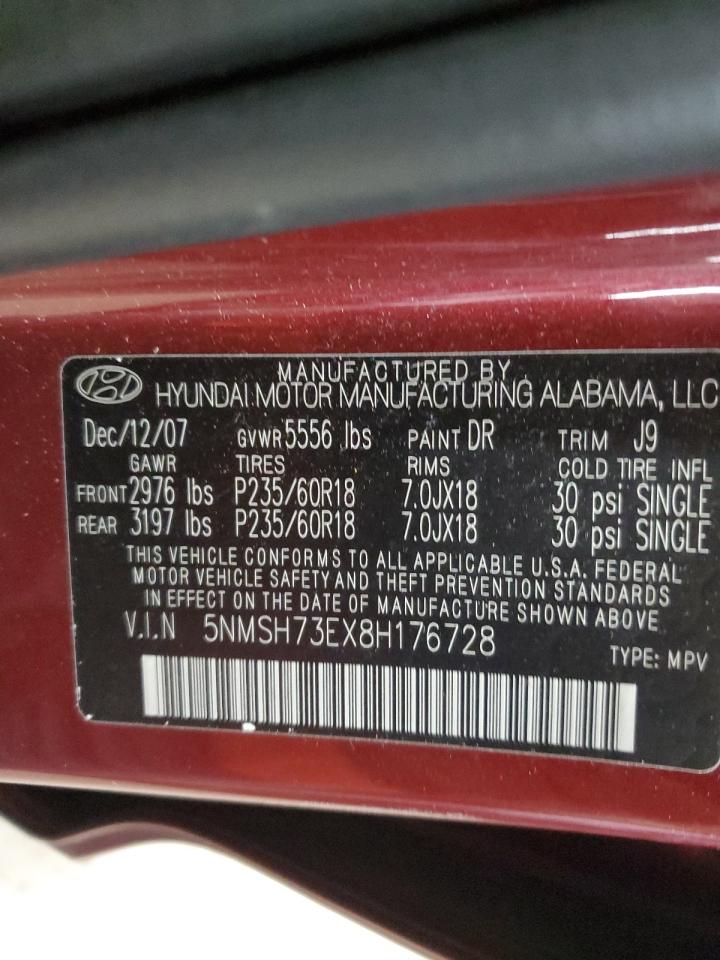 MANUFACTURED BY
HYUNDAI MOTOR MANUFACTURING ALABAMA, LLC
Dec/12/07 GVWR 5556 lbs PAINT DR TRIM J9
GAWR TIRES RIMS COLD TIRE INFL
FRONT 2976 lbs P235/60R18 7.0JX18 30 psi SINGLE
REAR 3197 lbs P235/60R18 7.0JX18 30 psi SINGLE
THIS VEHICLE CONFORMS TO ALL APPLICABLE U.S.A. FEDERAL
MOTOR VEHICLE SAFETY AND THEFT PREVENTION STANDARDS
IN EFFECT ON THE DATE OF MANUFACTURE SHOWN ABOVE
V.I.N 5NMSH73EX8H176728
TYPE: MPV